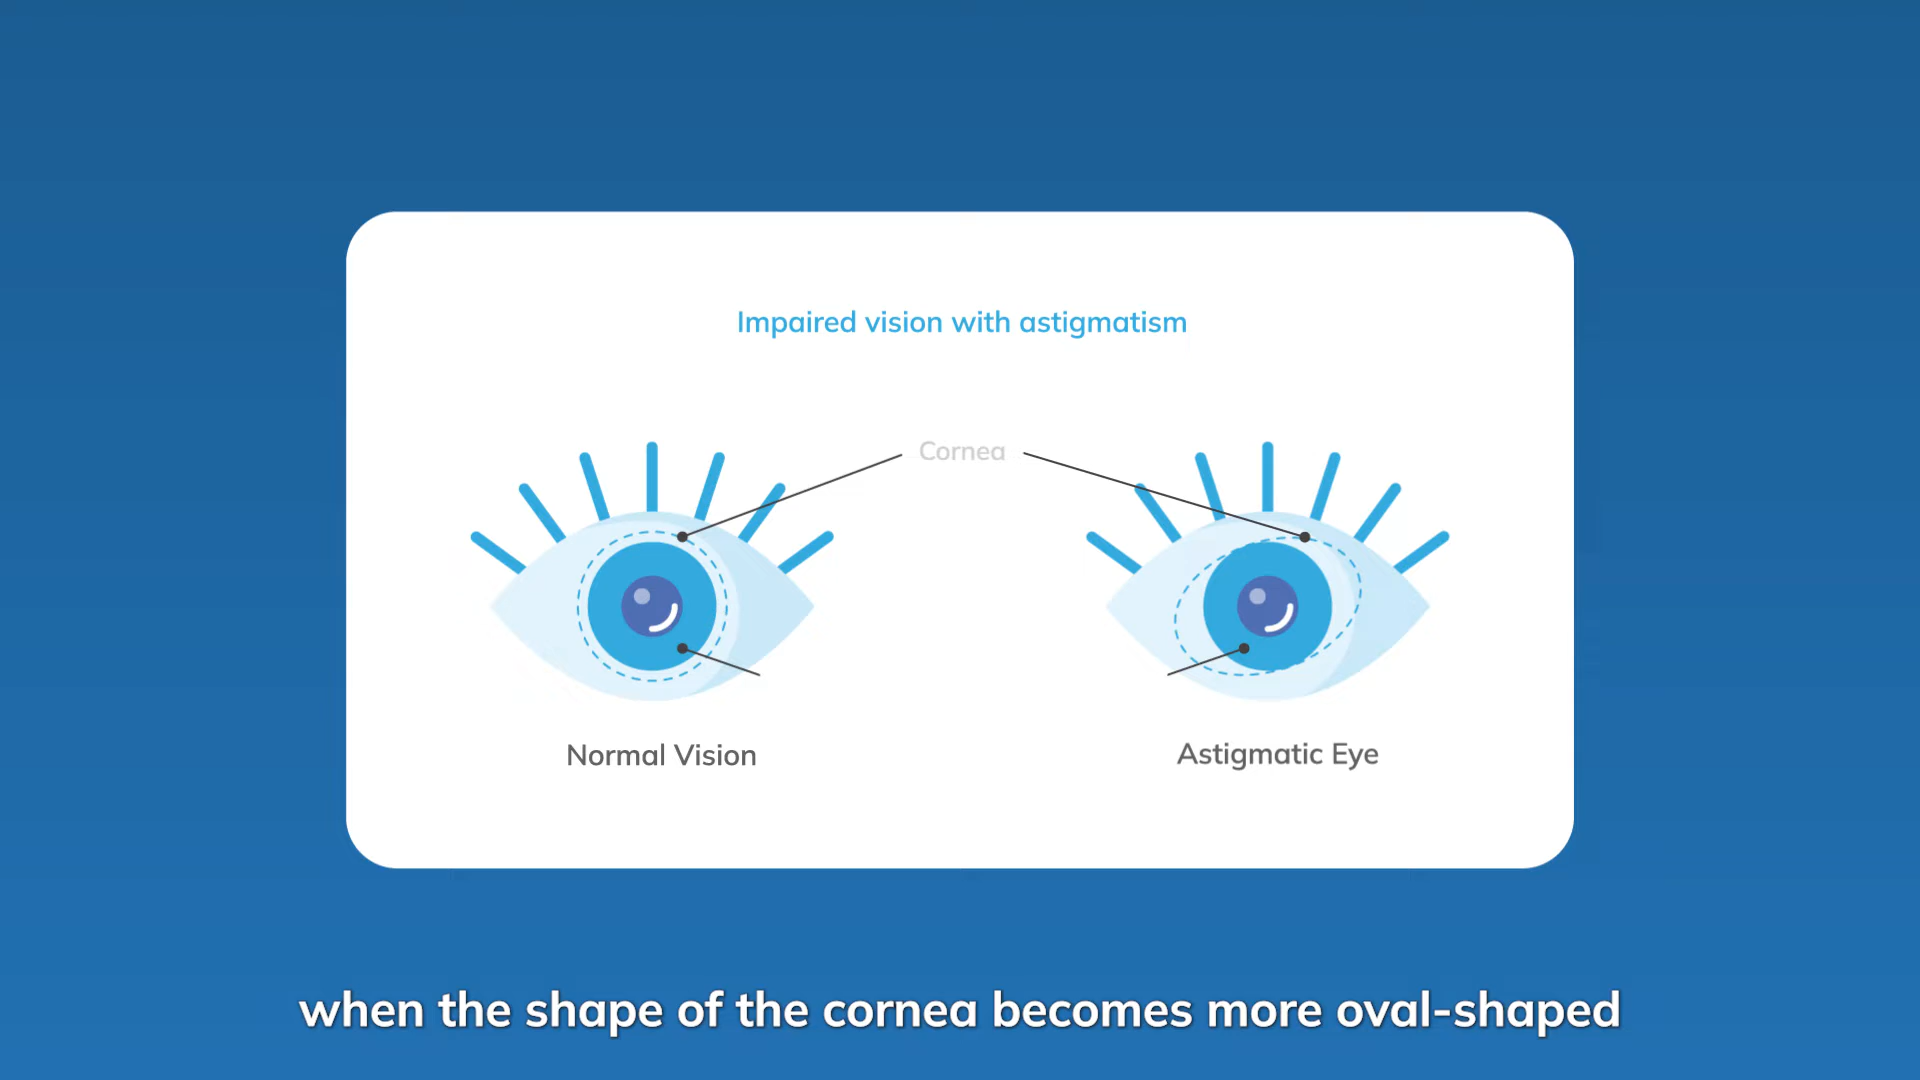 Impaired vision with astigmatism
Cornea
Normal Vision
Astigmatic Eye
when the shape of the cornea becomes more oval-shaped